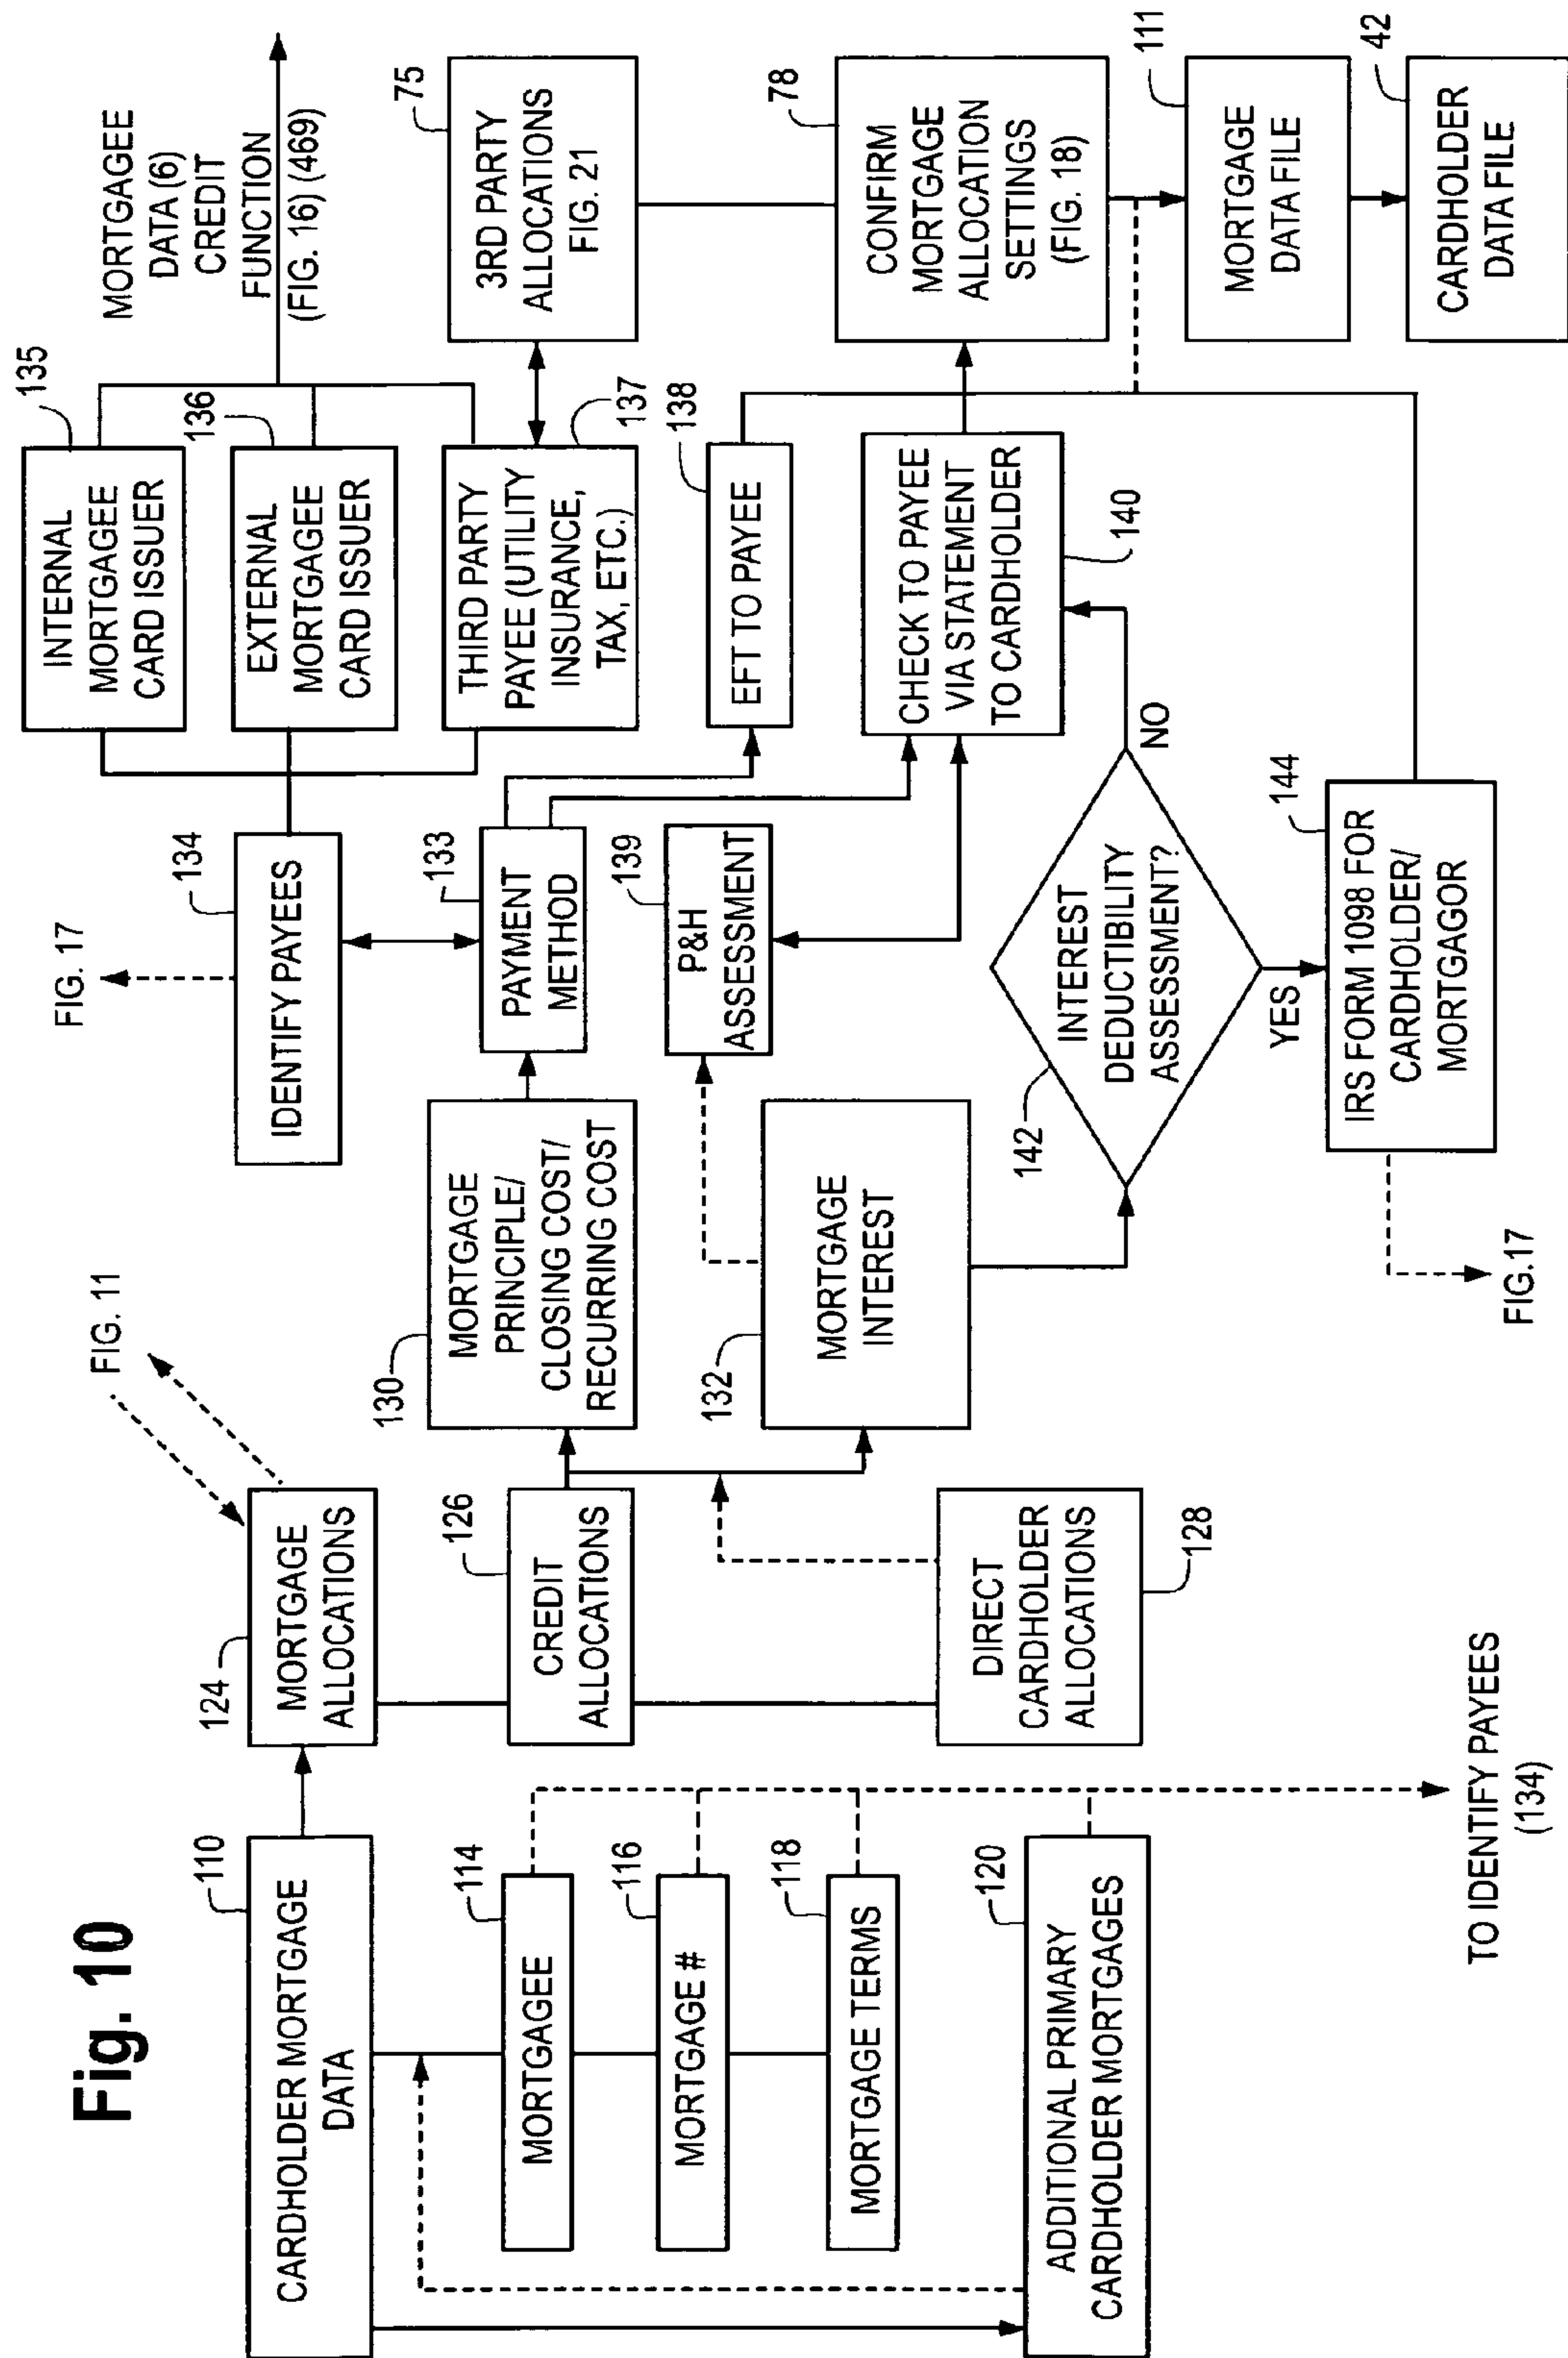 Fig. 10
110
CARDHOLDER MORTGAGE
DATA
114
MORTGAGEE
116
MORTGAGE #
118
MORTGAGE TERMS
120
ADDITIONAL PRIMARY
CARDHOLDER MORTGAGES
TO IDENTIFY PAYEES
(134)
FIG. 11
124
MORTGAGE
ALLOCATIONS
126
CREDIT
ALLOCATIONS
DIRECT
CARDHOLDER
ALLOCATIONS
128
130
MORTGAGE
PRINCIPLE/
CLOSING COST/
RECURRING COST
132
MORTGAGE
INTEREST
FIG. 17
134
IDENTIFY PAYEES
133
PAYMENT
METHOD
139
P&H
ASSESSMENT
142
INTEREST
DEDUCTIBILITY
ASSESSMENT?
NO
YES
144
IRS FORM 1098 FOR
CARDHOLDER/
MORTGAGOR
FIG.17
135
INTERNAL
MORTGAGEE
CARD ISSUER
136
EXTERNAL
MORTGAGEE
CARD ISSUER
137
THIRD PARTY
PAYEE (UTILITY
INSURANCE,
TAX, ETC.)
138
EFT TO PAYEE
CHECK TO PAYEE
VIA STATEMENT
TO CARDHOLDER
140
MORTGAGEE
DATA (6)
CREDIT
FUNCTION
(FIG. 16) (469)
75
3RD PARTY
ALLOCATIONS
FIG. 21
78
CONFIRM
MORTGAGE
ALLOCATION
SETTINGS
(FIG. 18)
111
MORTGAGE
DATA FILE
42
CARDHOLDER
DATA FILE